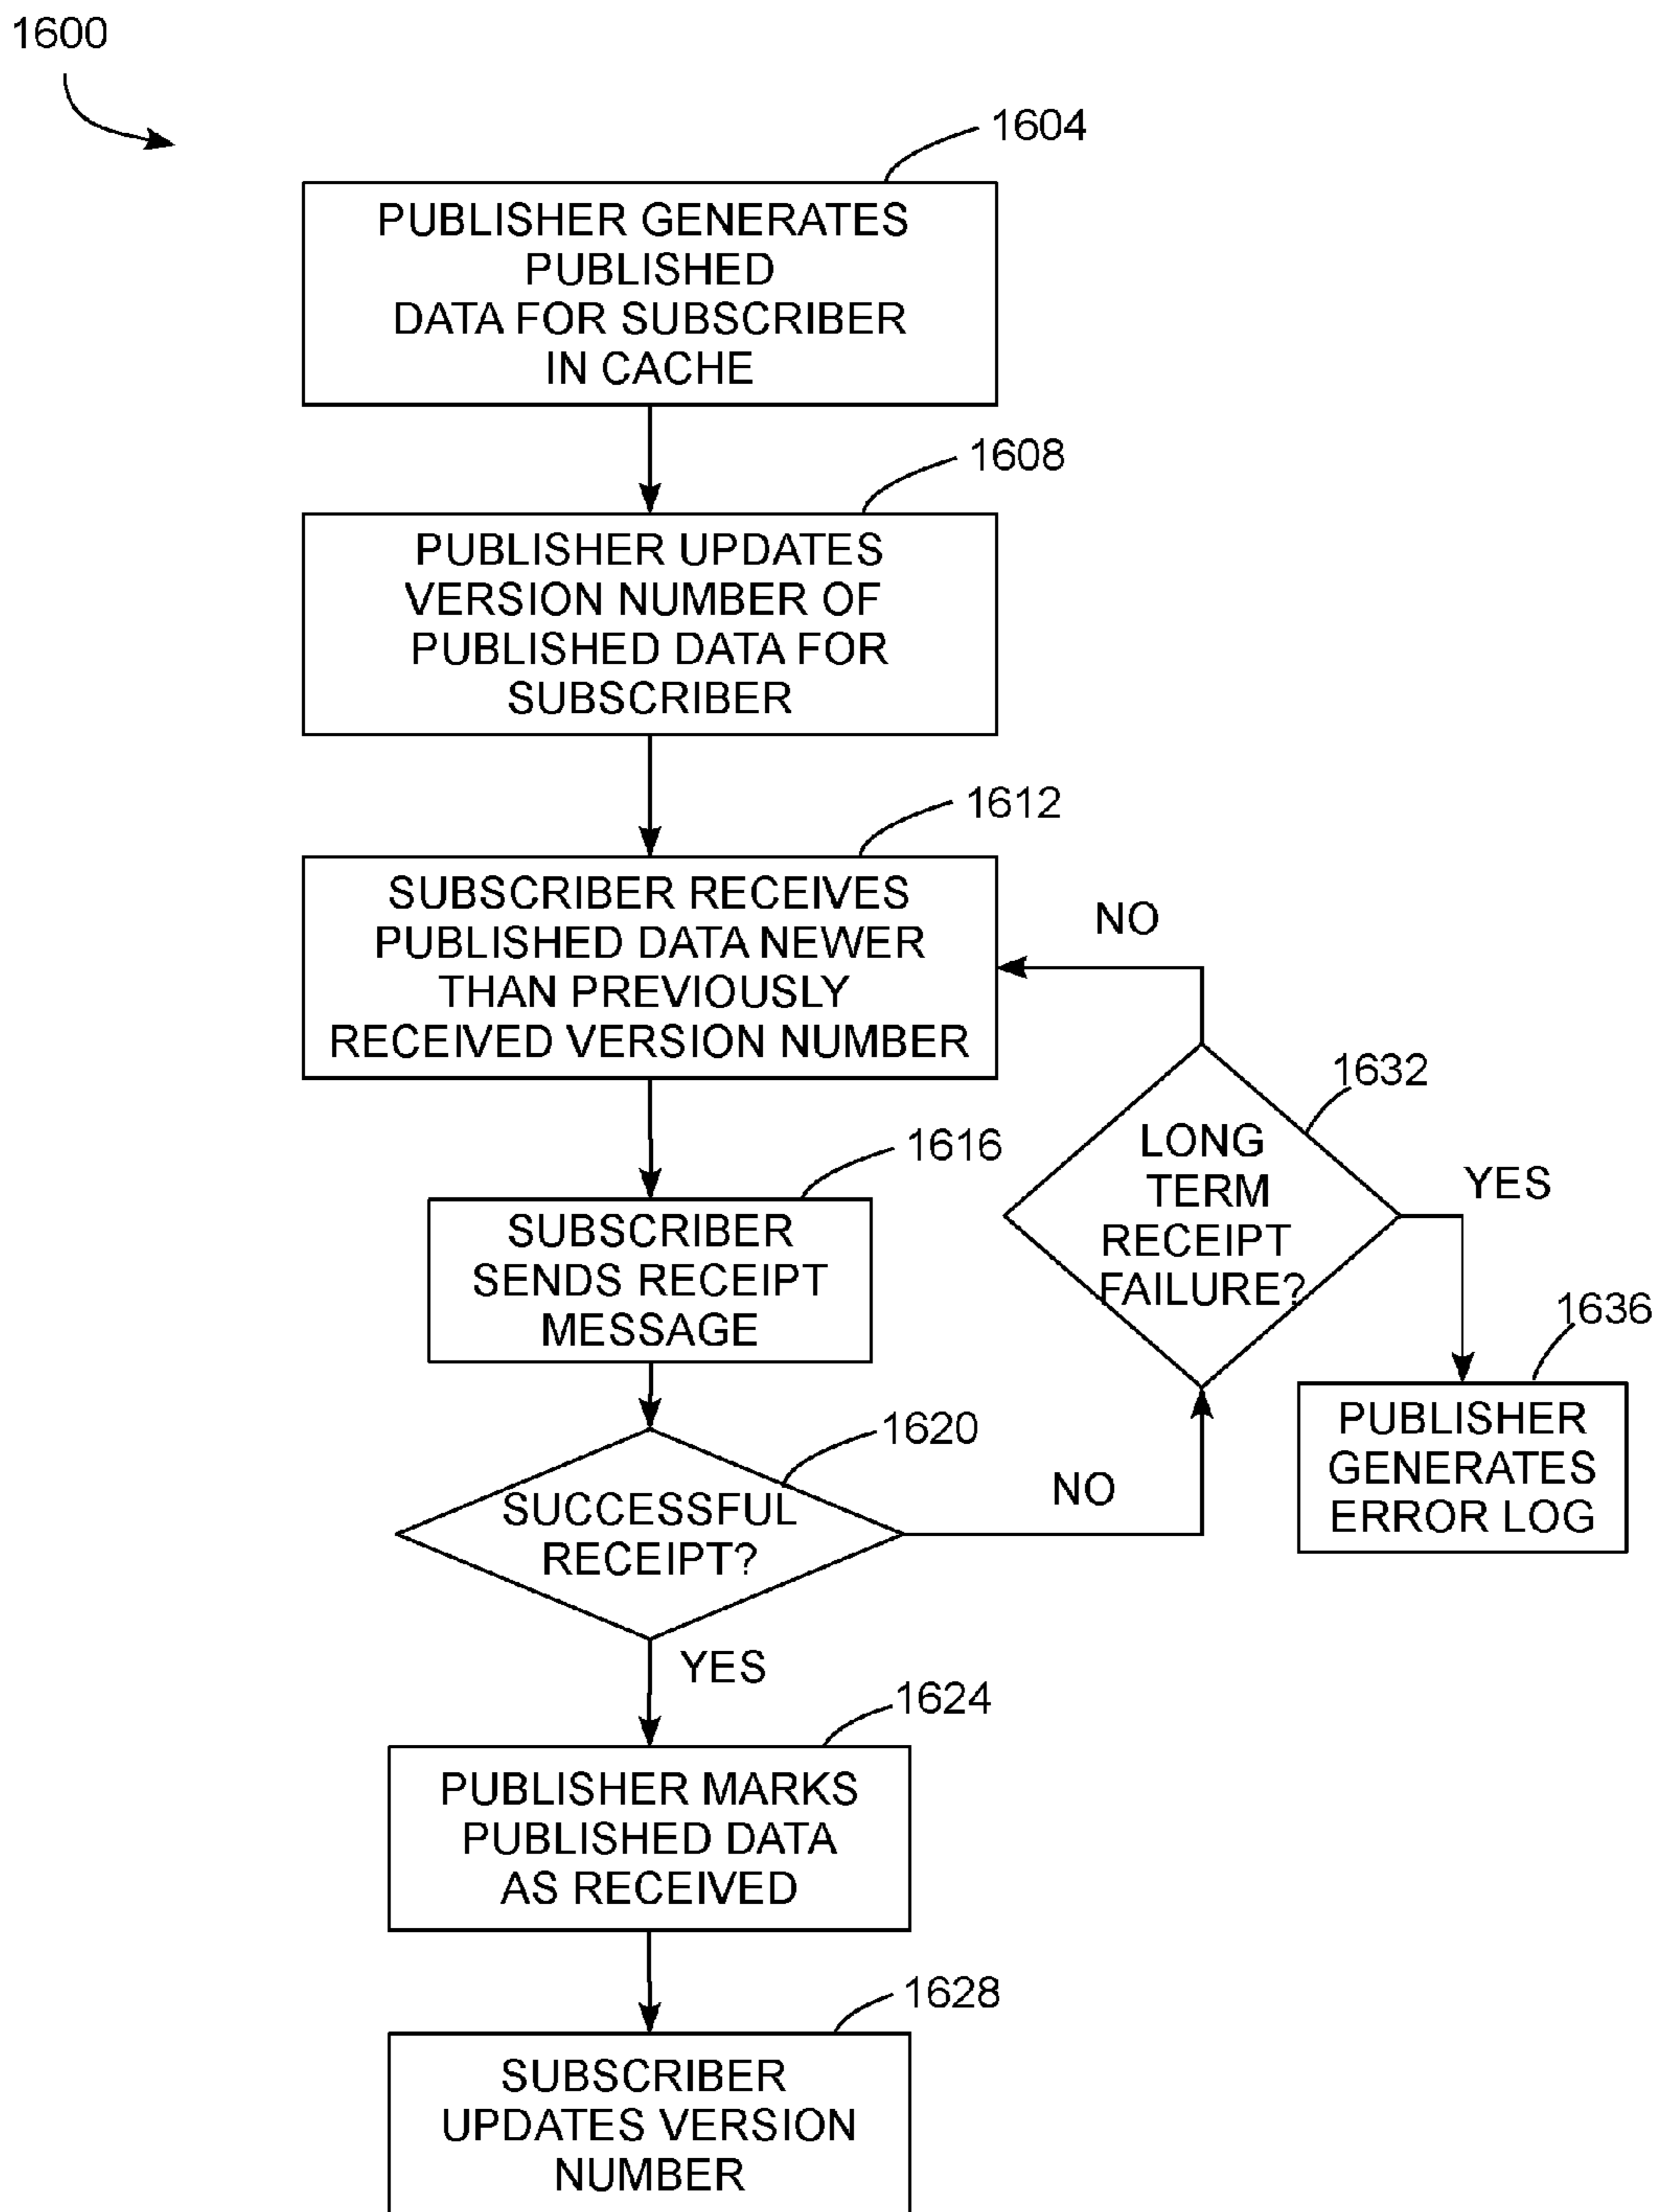 1600
1604
PUBLISHER GENERATES
PUBLISHED
DATA FOR SUBSCRIBER
IN CACHE
1608
PUBLISHER UPDATES
VERSION NUMBER OF
PUBLISHED DATA FOR
SUBSCRIBER
1612
SUBSCRIBER RECEIVES
PUBLISHED DATA NEWER
THAN PREVIOUSLY
RECEIVED VERSION NUMBER
NO
1632
LONG
TERM
RECEIPT
FAILURE?
YES
1616
SUBSCRIBER
SENDS RECEIPT
MESSAGE
1636
PUBLISHER
GENERATES
ERROR LOG
1620
SUCCESSFUL
RECEIPT?
NO
YES
1624
PUBLISHER MARKS
PUBLISHED DATA
AS RECEIVED
1628
SUBSCRIBER
UPDATES VERSION
NUMBER